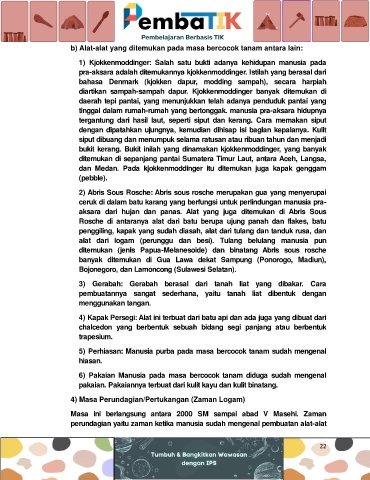 PembaTIK
Pembelajaran Berbasis TIK
b) Alat-alat yang ditemukan pada masa bercocok tanam antara lain:
1) Kjokkenmoddinger: Salah satu bukti adanya kehidupan manusia pada
pra-aksara adalah ditemukannya kjokkenmoddinger. Istilah yang berasal dari
bahasa Denmark (kjokken dapur, modding sampah), secara harpiah
diartikan sampah-sampah dapur. Kjokkenmoddinger banyak ditemukan di
daerah tepi pantai, yang menunjukkan telah adanya penduduk pantai yang
tinggal dalam rumah-rumah yang bertonggak. manusia pra-aksara hidupnya
tergantung dari hasil laut, seperti siput dan kerang. Cara memakan siput
dengan dipatahkan ujungnya, kemudian dihisap isi bagian kepalanya. Kulit
siput dibuang dan menumpuk selama ratusan atau ribuan tahun dan menjadi
bukit kerang. Bukit inilah yang dinamakan kjokkenmoddinger, yang banyak
ditemukan di sepanjang pantai Sumatera Timur Laut, antara Aceh, Langsa,
dan Medan. Pada kjokkenmoddinger itu ditemukan juga kapak genggam
(pebble).
2) Abris Sous Rosche: Abris sous rosche merupakan gua yang menyerupai
ceruk di dalam batu karang yang berfungsi untuk perlindungan manusia pra-
aksara dari hujan dan panas. Alat yang juga ditemukan di Abris Sous
Rosche di antaranya alat dari batu berupa ujung panah dan flakes, batu
penggiling, kapak yang sudah diasah, alat dari tulang dan tanduk rusa, dan
alat dari logam (perunggu dan besi). Tulang belulang manusia pun
ditemukan (jenis Papua-Melanesoide) dan binatang Abris sous rosche
banyak ditemukan di Gua Lawa dekat Sampung (Ponorogo, Madiun),
Bojonegoro, dan Lamoncong (Sulawesi Selatan).
3) Gerabah: Gerabah berasal dari tanah liat yang dibakar. Cara
pembuatannya sangat sederhana, yaitu tanah liat dibentuk dengan
menggunakan tangan.
4) Kapak Persegi: Alat ini terbuat dari batu api dan ada juga yang dibuat dari
chalcedon yang berbentuk sebuah bidang segi panjang atau berbentuk
trapesium.
5) Perhiasan: Manusia purba pada masa bercocok tanam sudah mengenal
hiasan.
6) Pakaian Manusia pada masa bercocok tanam diduga sudah mengenal
pakaian. Pakaiannya terbuat dari kulit kayu dan kulit binatang.
4) Masa Perundagian/Pertukangan (Zaman Logam)
Masa ini berlangsung antara 2000 SM sampai abad V Masehi. Zaman
perundagian yaitu zaman ketika manusia sudah mengenal pembuatan alat-alat
22
Tumbuh & Bangkitkan Wawasan
dengan IPS